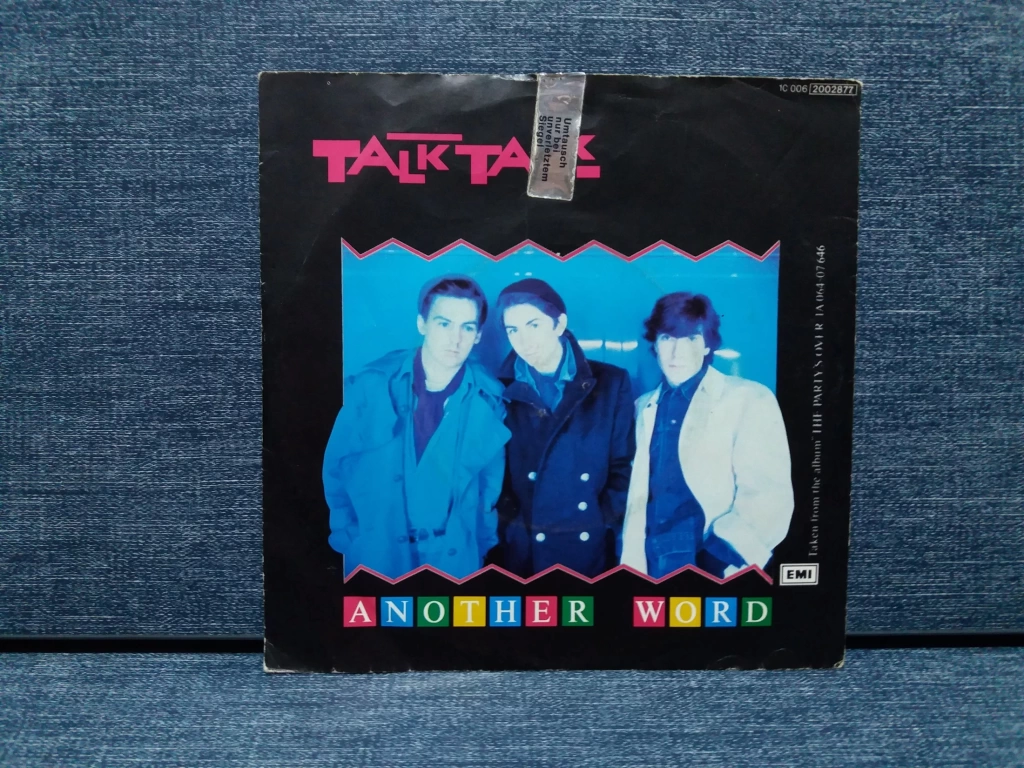 1C 006 2002877
Umtausch
nur bei
unverletztem
Siegel
TALK TALK
Taken from the album "THE PARTY'S OVER 1A 064-07 646
EMI
ANOTHER WORD